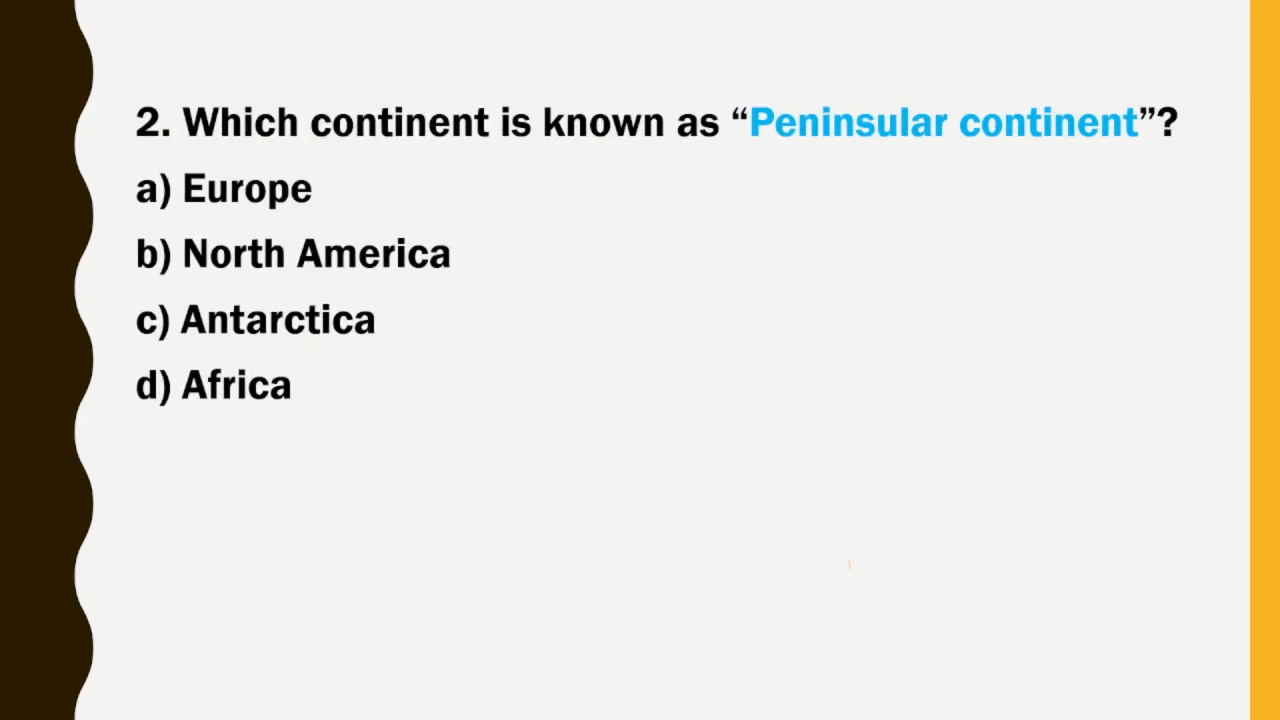 2. Which continent is known as “Peninsular continent”?
a) Europe
b) North America
c) Antarctica
d) Africa